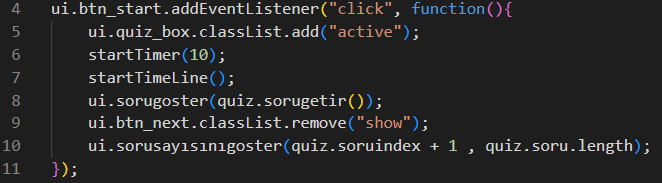 4 ui.btn_start.addEventListener("click", function(){
5 ui.quiz_box.classList.add("active");
6 startTimer(10);
7 startTimeLine();
8 ui.sorugoster(quiz.sorugetir());
9 ui.btn_next.classList.remove("show");
10 ui.sorusayısınıgoster(quiz.soruindex + 1 , quiz.soru.length);
11 });